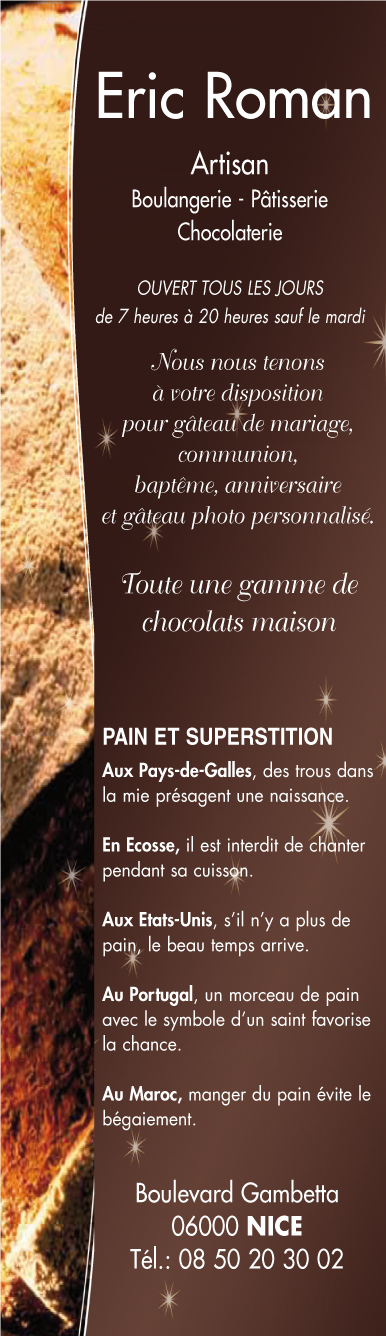 Eric Roman
Artisan
Boulangerie - Pâtisserie
Chocolaterie
OUVERT TOUS LES JOURS
de 7 heures à 20 heures sauf le mardi
Nous nous tenons
à votre disposition
pour gâteau de mariage,
communion,
baptême, anniversaire
et gâteau photo personnalisé.
Toute une gamme de
chocolats maison
PAIN ET SUPERSTITION
Aux Pays-de-Galles, des trous dans
la mie présagent une naissance.
En Ecosse, il est interdit de chanter
pendant sa cuisson.
Aux Etats-Unis, s'il n'y a plus de
pain, le beau temps arrive.
Au Portugal, un morceau de pain
avec le symbole d'un saint favorise
la chance.
Au Maroc, manger du pain évite le
bégaiement.
Boulevard Gambetta
06000 NICE
Tél.: 08 50 20 30 02